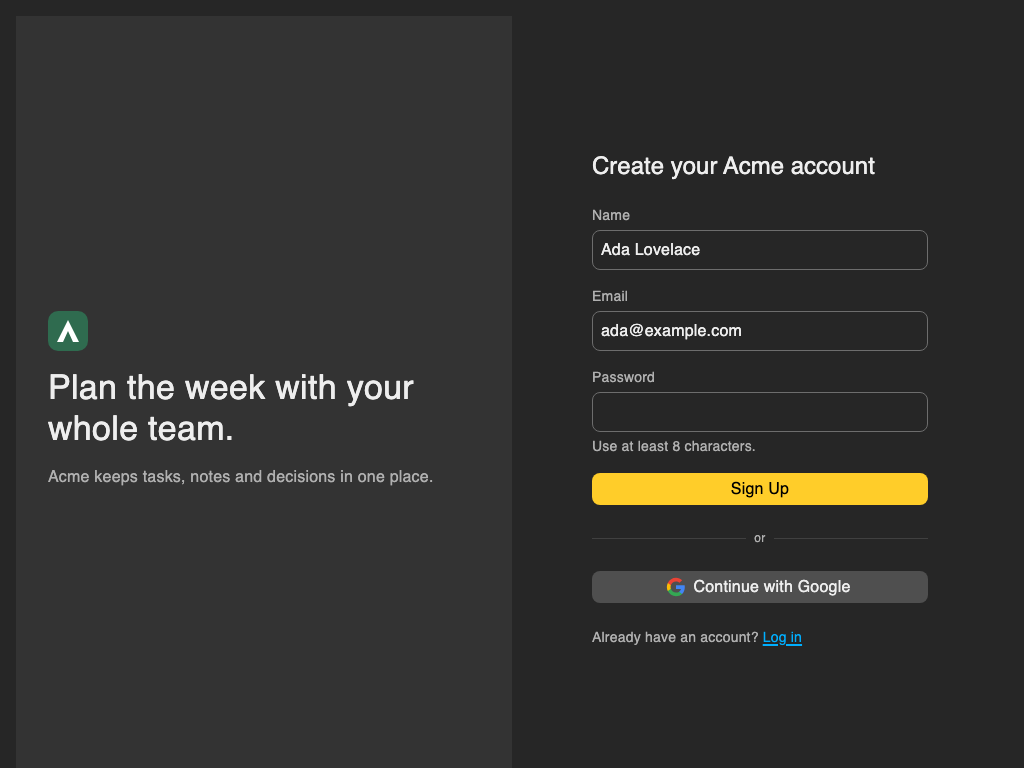 Plan the week with your
whole team.
Acme keeps tasks, notes and decisions in one place.
Create your Acme account
Name
Ada Lovelace
Email
ada@example.com
Password
Use at least 8 characters.
Sign Up
or
Continue with Google
Already have an account? Log in